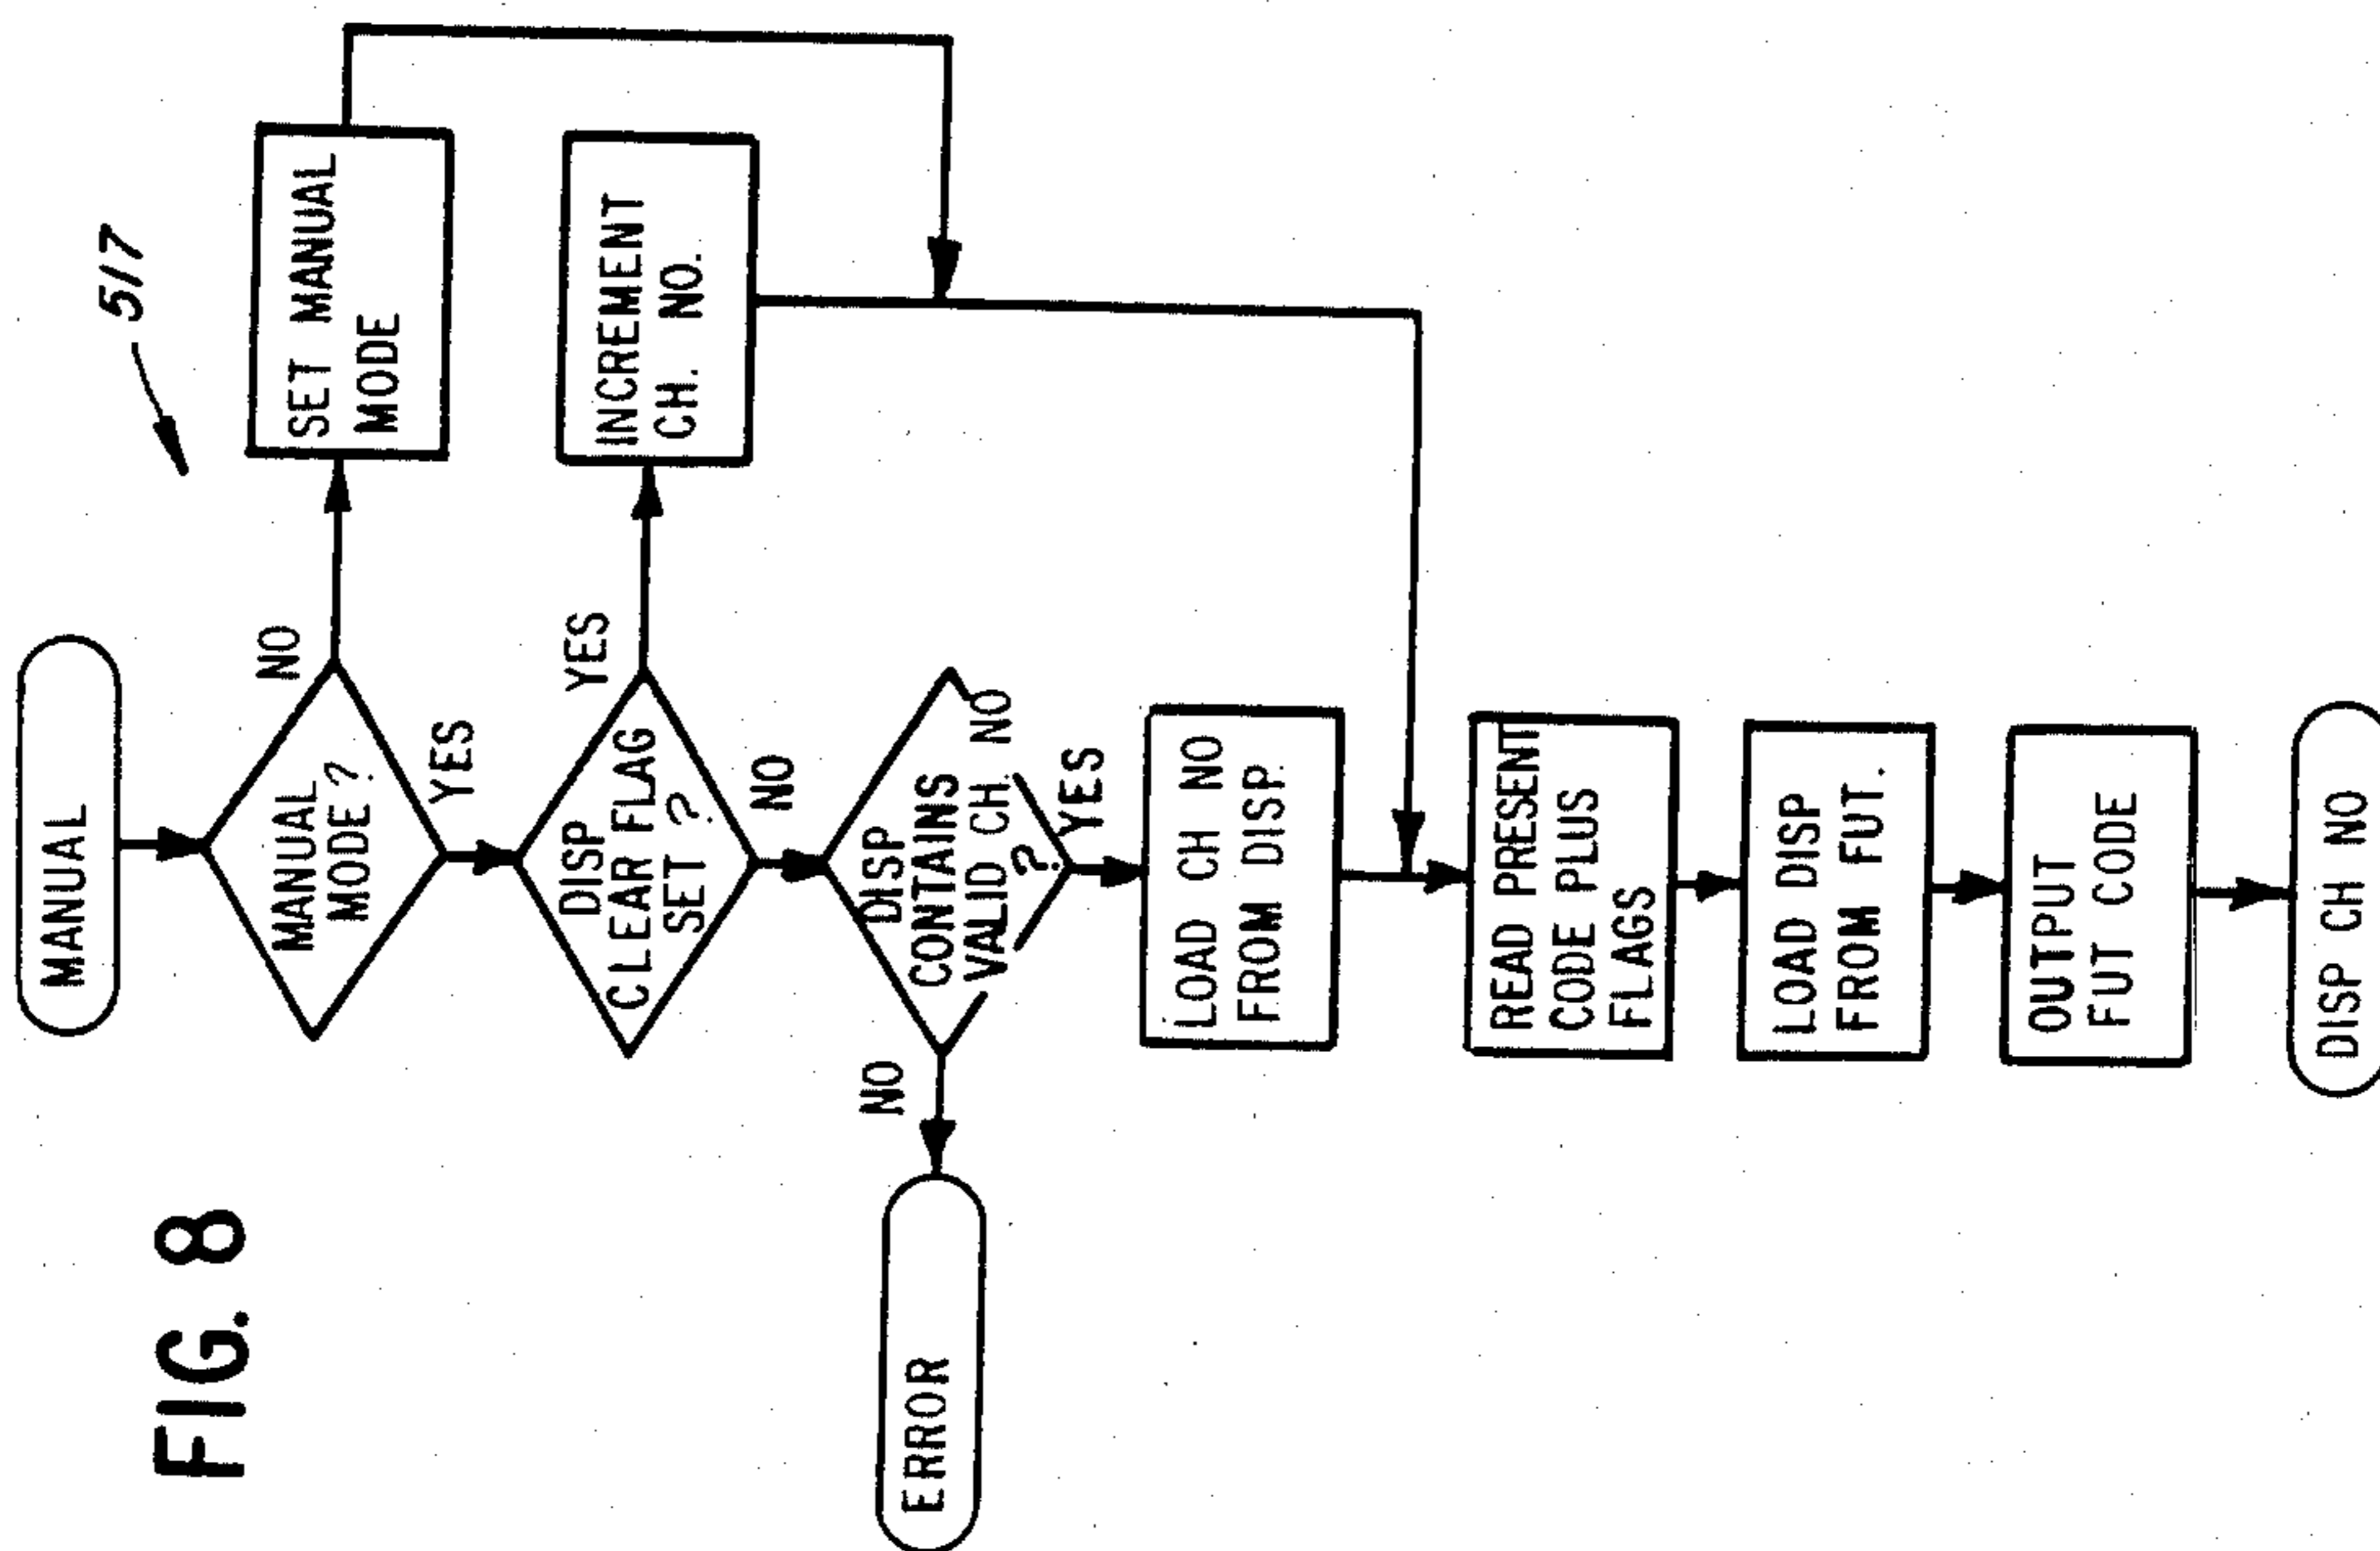 FIG. 8
517
MANUAL
MANUAL
MODE?
NO
YES
SET MANUAL
MODE
DISP
CLEAR FLAG
SET ?
YES
NO
INCREMENT
CH. NO.
DISP
CONTAINS
VALID CH. NO
?
NO
YES
ERROR
LOAD CH NO
FROM DISP.
READ PRESENT
CODE PLUS
FLAGS
LOAD DISP
FROM FUT.
OUTPUT
FUT CODE
DISP CH NO